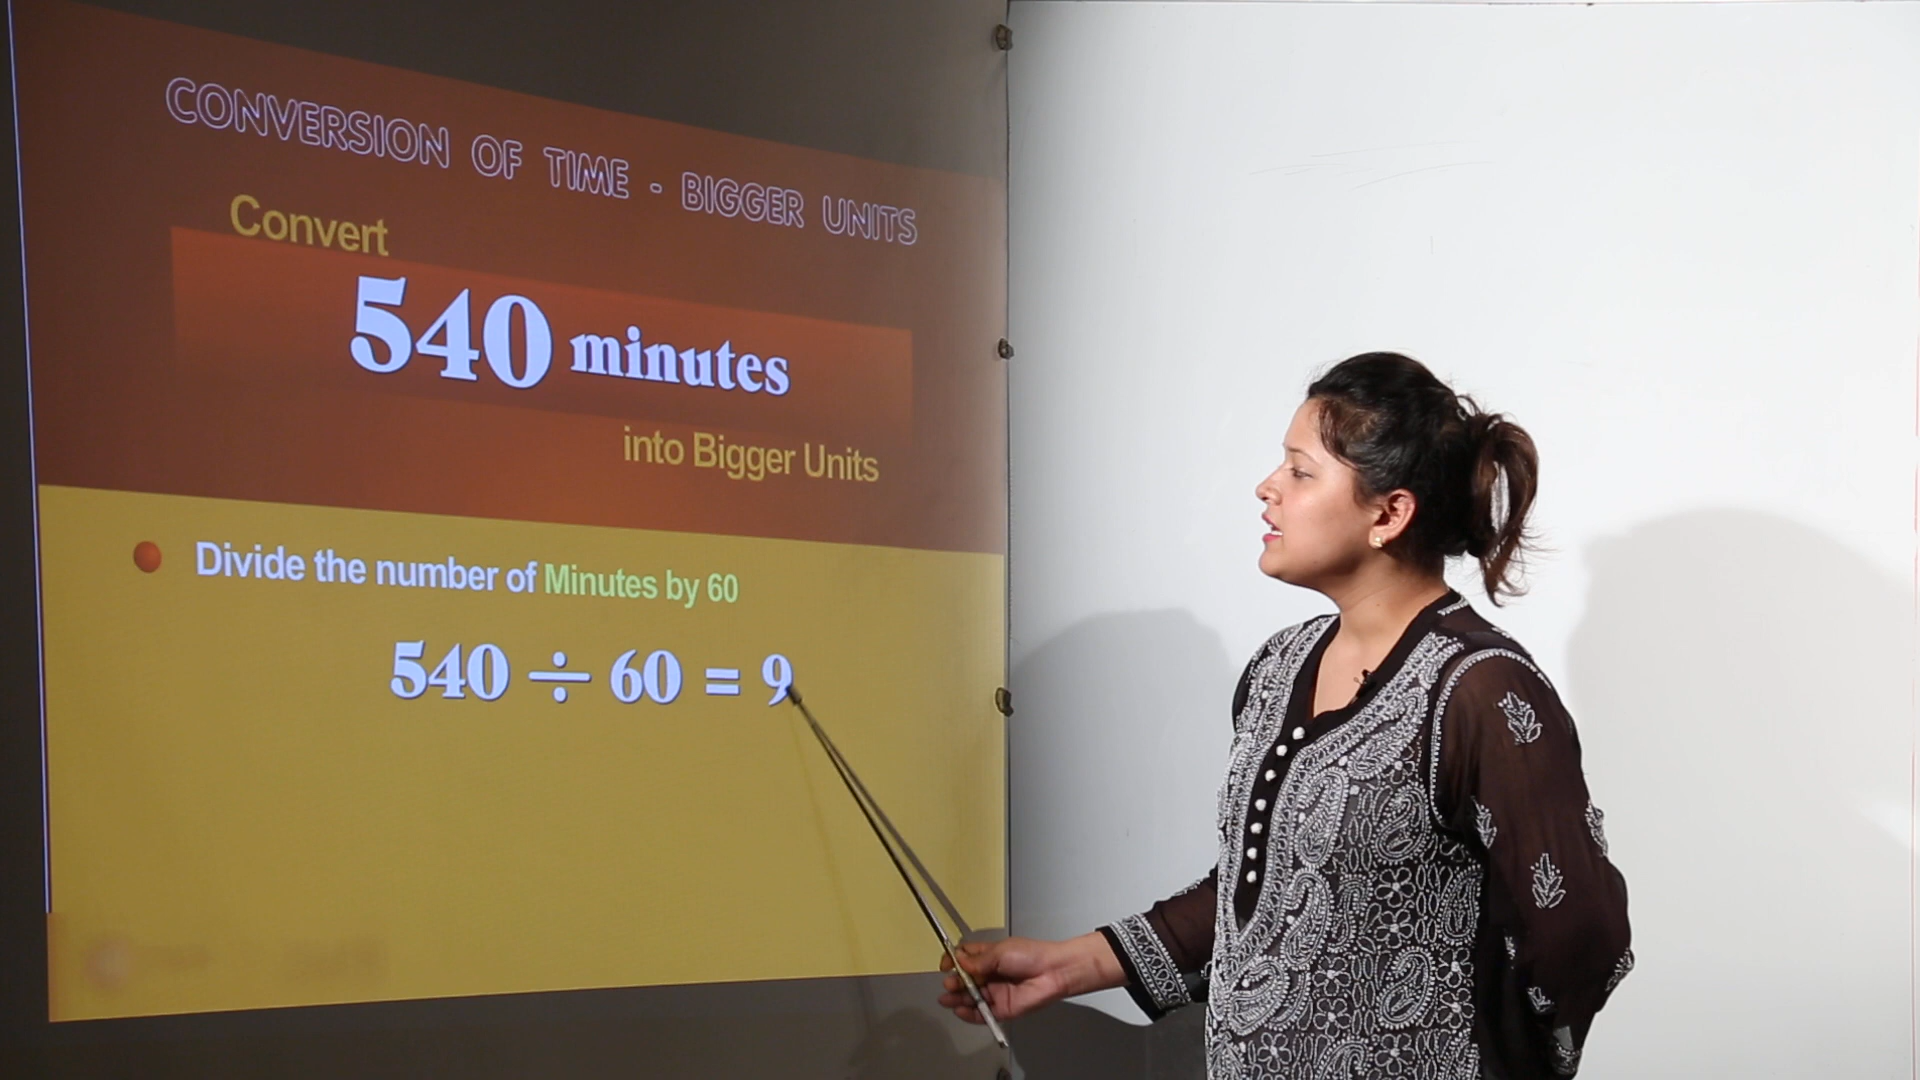 CONVERSION OF TIME - BIGGER UNITS
Convert
540 minutes
into Bigger Units
Divide the number of Minutes by 60
540 ÷ 60 = 9